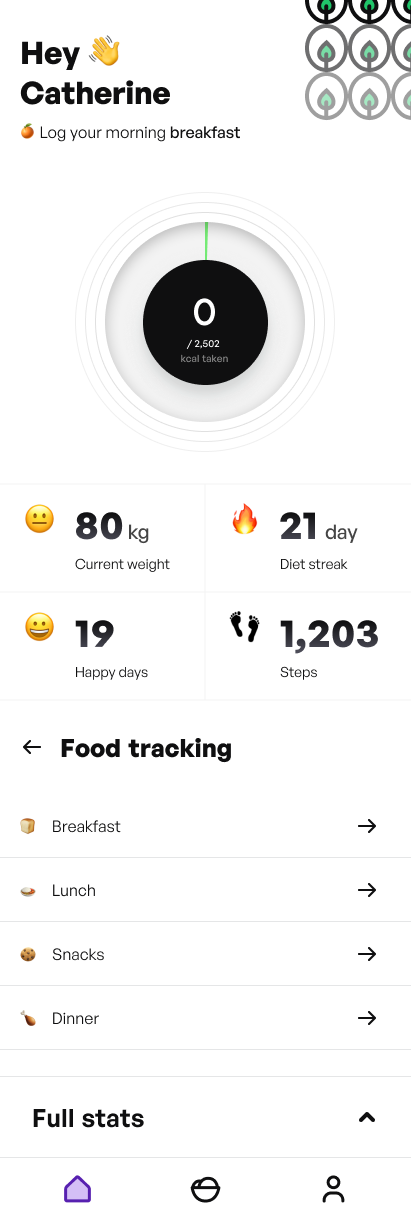 Hey 👋
Catherine
🍊 Log your morning breakfast
0
/ 2,502
kcal taken
80 kg
Current weight
21 day
Diet streak
19
Happy days
1,203
Steps
Food tracking
Breakfast
Lunch
Snacks
Dinner
Full stats